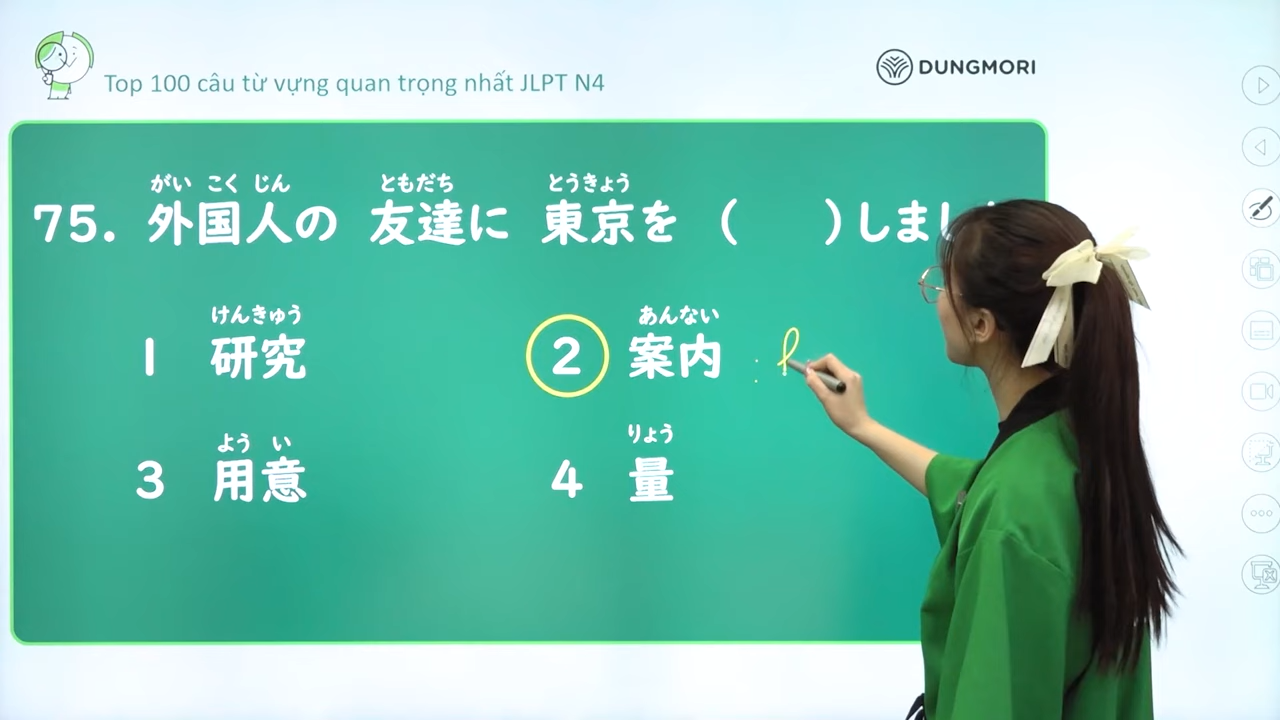 Top 100 câu từ vựng quan trọng nhất JLPT N4
DUNGMORI
がい こく じん ともだち とうきょう
75. 外国人の 友達に 東京を ( )しまし
けんきゅう あんない
1 研究 2 案内 :
よう い りょう
3 用意 4 量